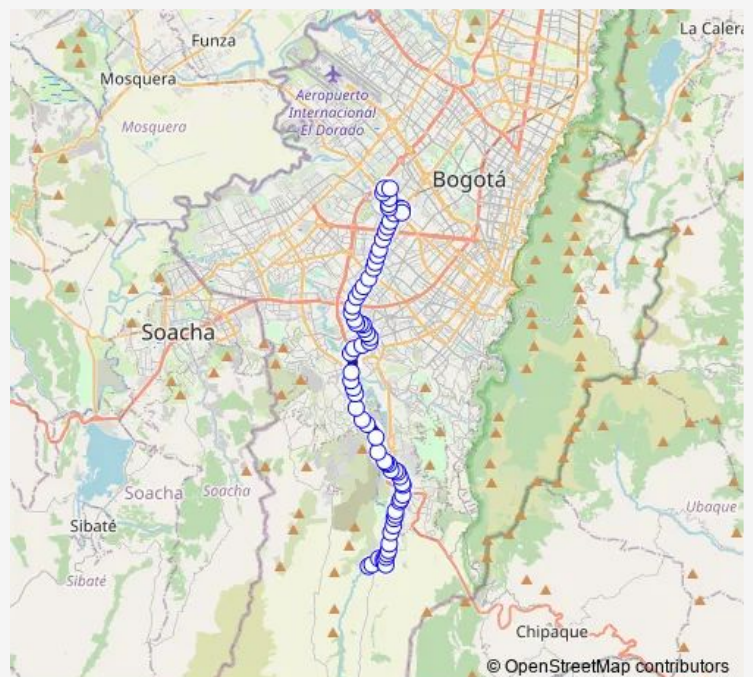 La Calera
Funza
Mosquera
Aeropuerto
Internacional
El Dorado
Mosquera
Bogotá
Soacha
Soacha
Soacha
Ubaque
Sibaté
Sibaté
Chipaque
© OpenStreetMap contributors